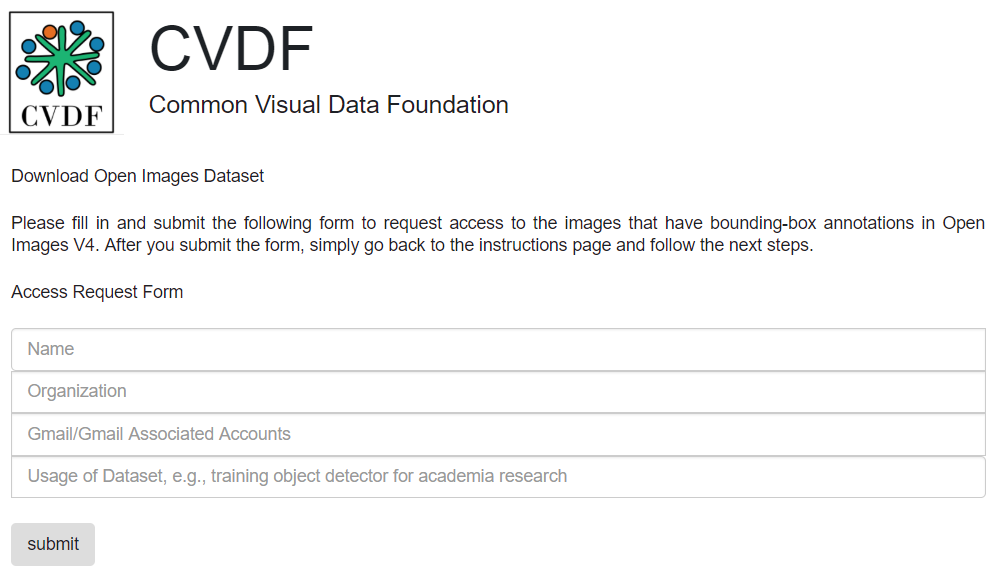 CVDF
CVDF
Common Visual Data Foundation
Download Open Images Dataset
Please fill in and submit the following form to request access to the images that have bounding-box annotations in Open
Images V4. After you submit the form, simply go back to the instructions page and follow the next steps.
Access Request Form
Name
Organization
Gmail/Gmail Associated Accounts
Usage of Dataset, e.g., training object detector for academia research
submit